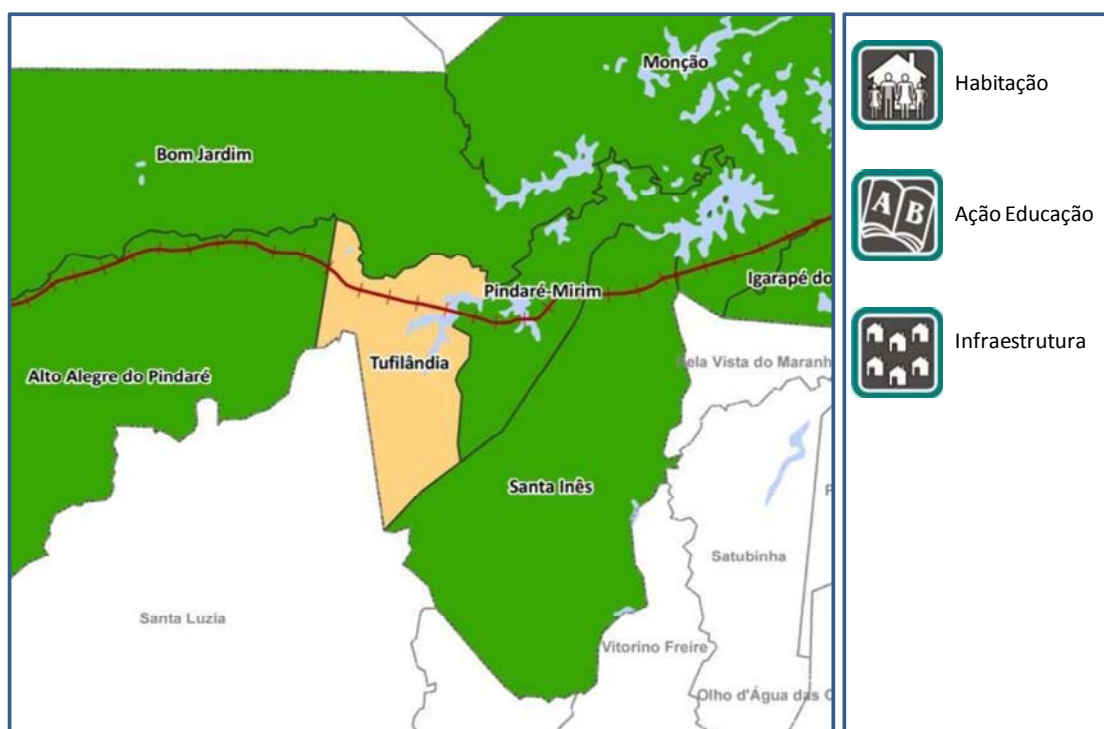 Monção
Bom Jardim
Igarapé do
Pindaré-Mirim
Tufilândia
Bela Vista do Maranh
Alto Alegre do Pindaré
Santa Inês
Satubinha
Santa Luzia
Vitorino Freire
Olho d'Água das
Habitação
A B
Ação Educação
Infraestrutura